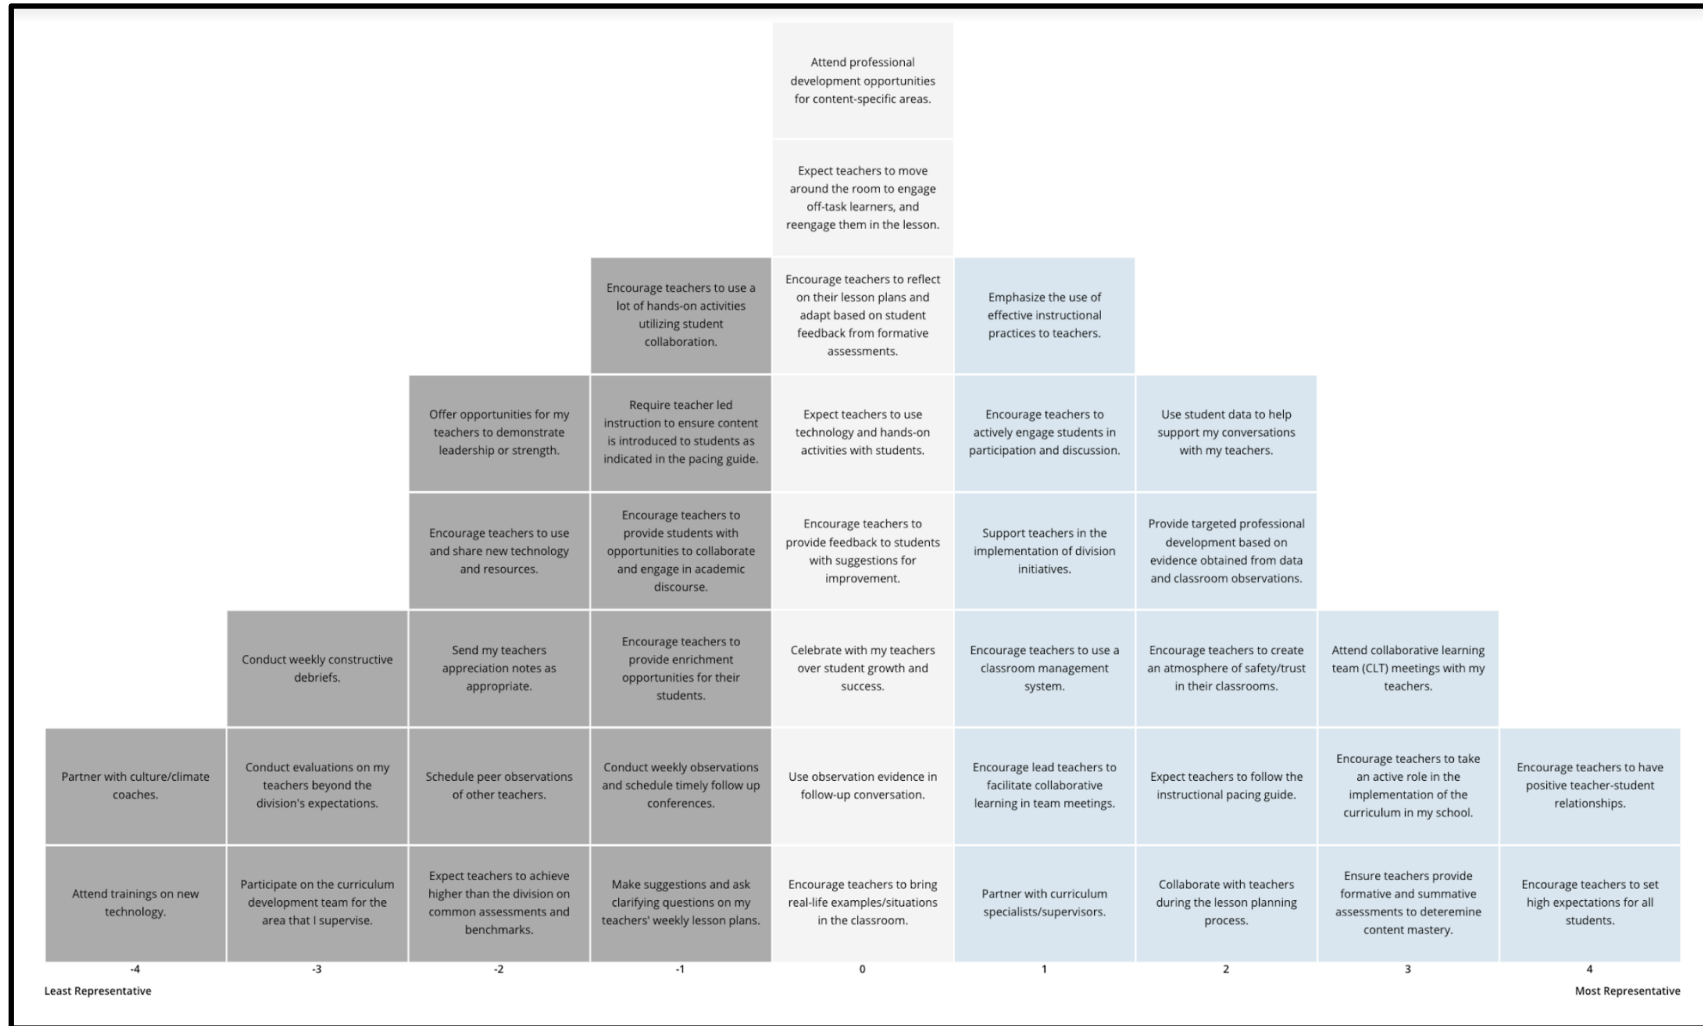 Attend professional
development opportunities
for content-specific areas.
Expect teachers to move
around the room to engage
off-task learners, and
reengage them in the lesson.
Encourage teachers to use a
lot of hands-on activities
utilizing student
collaboration.
Encourage teachers to reflect
on their lesson plans and
adapt based on student
feedback from formative
assessments.
Emphasize the use of
effective instructional
practices to teachers.
Offer opportunities for my
teachers to demonstrate
leadership or strength.
Require teacher led
instruction to ensure content
is introduced to students as
indicated in the pacing guide.
Expect teachers to use
technology and hands-on
activities with students.
Encourage teachers to
actively engage students in
participation and discussion.
Use student data to help
support my conversations
with my teachers.
Encourage teachers to use
and share new technology
and resources.
Encourage teachers to
provide students with
opportunities to collaborate
and engage in academic
discourse.
Encourage teachers to
provide feedback to students
with suggestions for
improvement.
Support teachers in the
implementation of division
initiatives.
Provide targeted professional
development based on
evidence obtained from data
and classroom observations.
Conduct weekly constructive
debriefs.
Send my teachers
appreciation notes as
appropriate.
Encourage teachers to
provide enrichment
opportunities for their
students.
Celebrate with my teachers
over student growth and
success.
Encourage teachers to use a
classroom management
system.
Encourage teachers to create
an atmosphere of safety/trust
in their classrooms.
Attend collaborative learning
team (CLT) meetings with my
teachers.
Partner with culture/climate
coaches.
Conduct evaluations on my
teachers beyond the
division's expectations.
Schedule peer observations
of other teachers.
Conduct weekly observations
and schedule timely follow up
conferences.
Use observation evidence in
follow-up conversation.
Encourage lead teachers to
facilitate collaborative
learning in team meetings.
Expect teachers to follow the
instructional pacing guide.
Encourage teachers to take
an active role in the
implementation of the
curriculum in my school.
Encourage teachers to have
positive teacher-student
relationships.
Attend trainings on new
technology.
Participate on the curriculum
development team for the
area that I supervise.
Expect teachers to achieve
higher than the division on
common assessments and
benchmarks.
Make suggestions and ask
clarifying questions on my
teachers' weekly lesson plans.
Encourage teachers to bring
real-life examples/situations
in the classroom.
Partner with curriculum
specialists/supervisors.
Collaborate with teachers
during the lesson planning
process.
Ensure teachers provide
formative and summative
assessments to deteremine
content mastery.
Encourage teachers to set
high expectations for all
students.
-4 -3 -2 -1 0 1 2 3 4
Least Representative
Most Representative